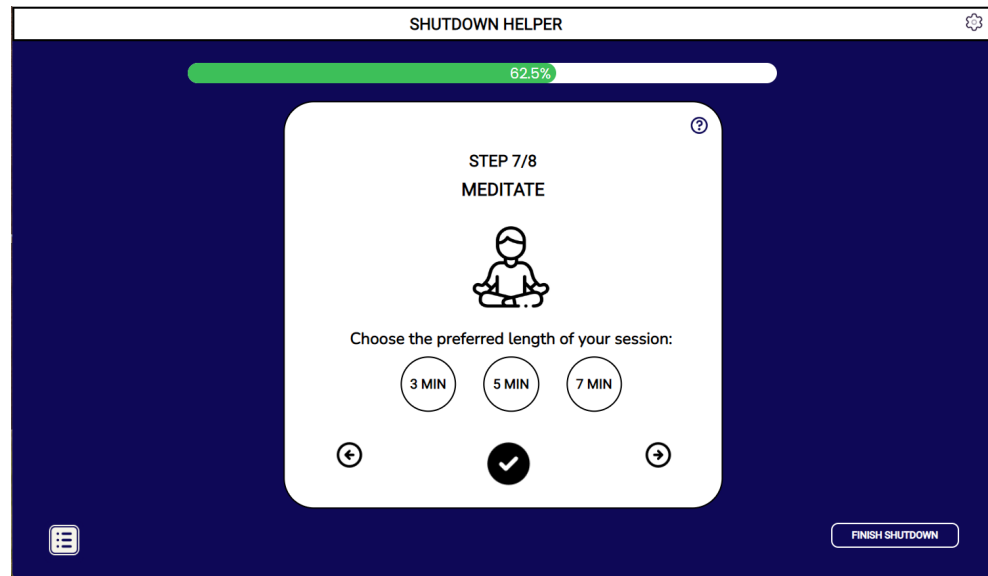 SHUTDOWN HELPER
62.5%
STEP 7/8
MEDITATE
Choose the preferred length of your session:
3 MIN
5 MIN
7 MIN
FINISH SHUTDOWN